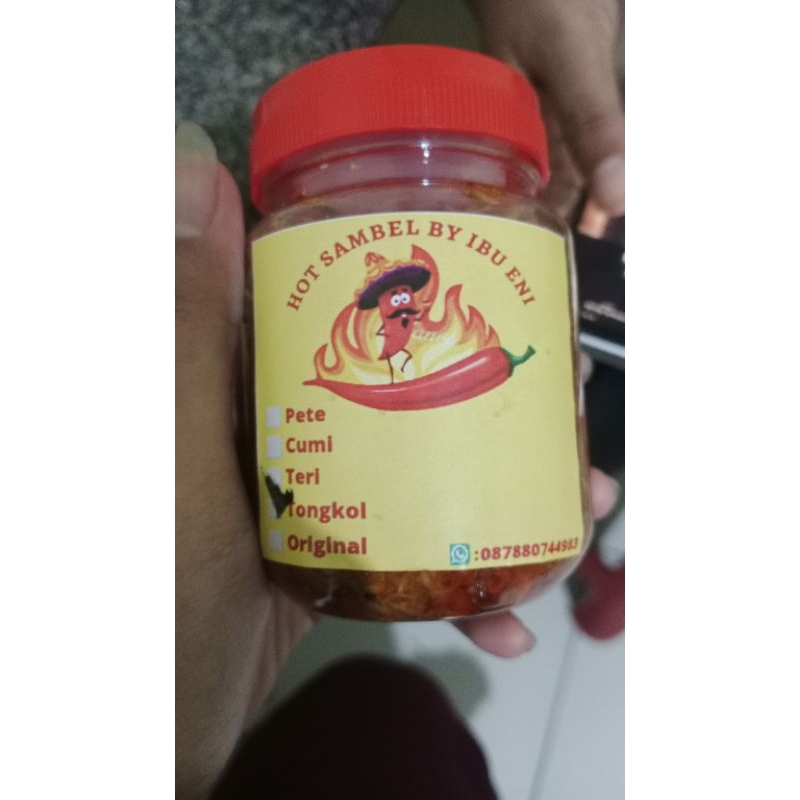 HOT SAMBEL BY IBU ENI
Pete
Cumi
Teri
Tongkol
Original
:087880744983